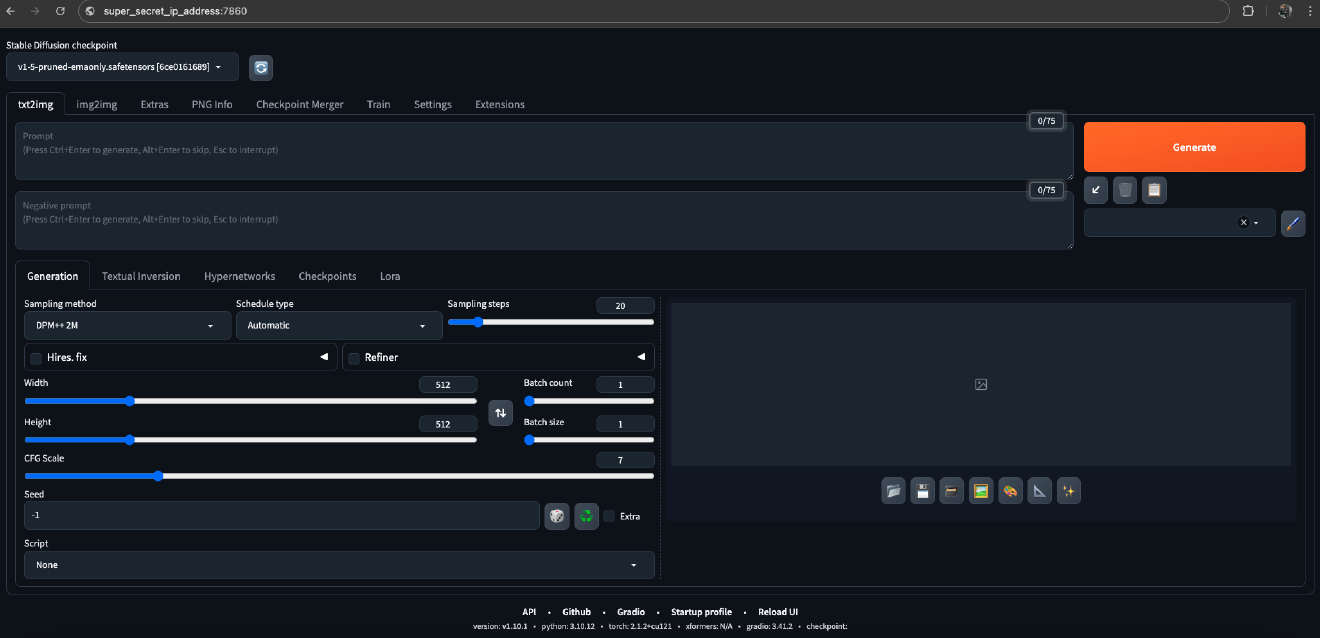 super_secret_ip_address:7860
Stable Diffusion checkpoint
v1-5-pruned-emaonly.safetensors [6ce0161689]
txt2img img2img Extras PNG Info Checkpoint Merger Train Settings Extensions
0/75
Prompt
(Press Ctrl+Enter to generate, Alt+Enter to skip, Esc to interrupt)
Generate
0/75
Negative prompt
(Press Ctrl+Enter to generate, Alt+Enter to skip, Esc to interrupt)
Generation Textual Inversion Hypernetworks Checkpoints Lora
Sampling method Schedule type Sampling steps 20
DPM++ 2M Automatic
Hires. fix Refiner
Width 512 Batch count 1
Height 512 Batch size 1
CFG Scale 7
Seed
-1 Extra
Script
None
API • Github • Gradio • Startup profile • Reload UI
version: v1.10.1 • python: 3.10.12 • torch: 2.1.2+cu121 • xformers: N/A • gradio: 3.41.2 • checkpoint: